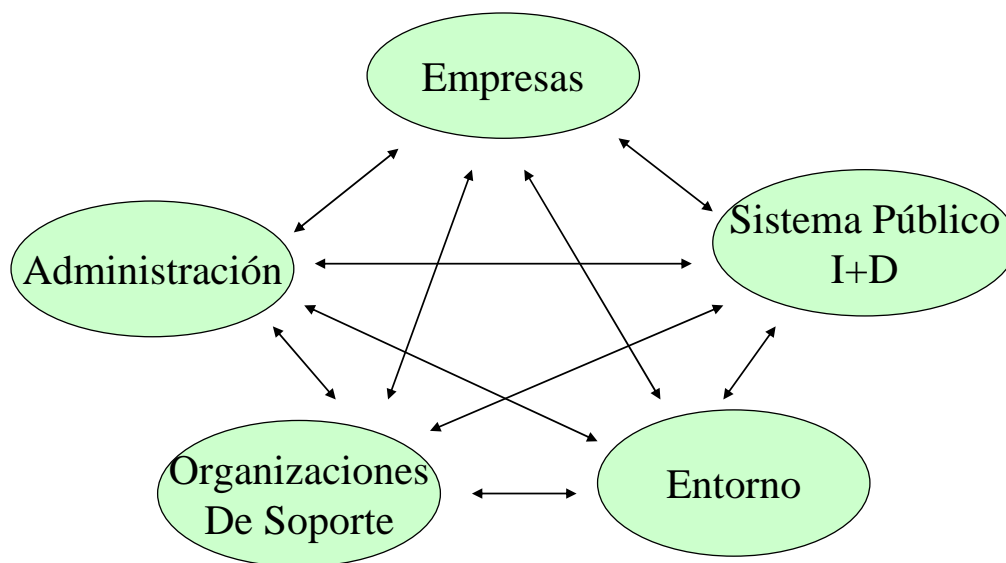 Empresas
Sistema Público
I+D
Administración
Organizaciones
De Soporte
Entorno